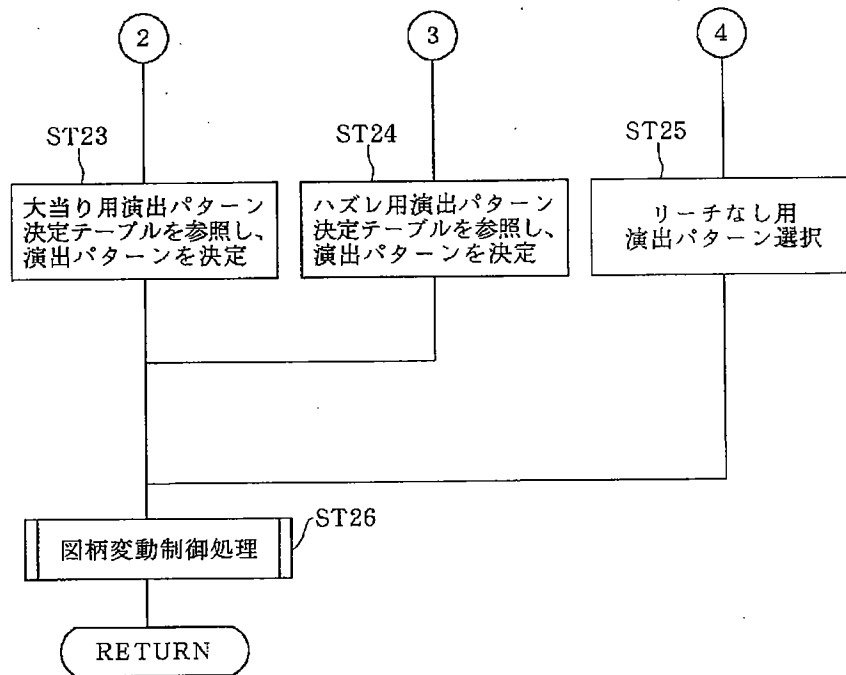 2
3
4
ST23
ST24
ST25
大当り用演出パターン
決定テーブルを参照し、
演出パターンを決定
ハズレ用演出パターン
決定テーブルを参照し、
演出パターンを決定
リーチなし用
演出パターン選択
ST26
図柄変動制御処理
RETURN